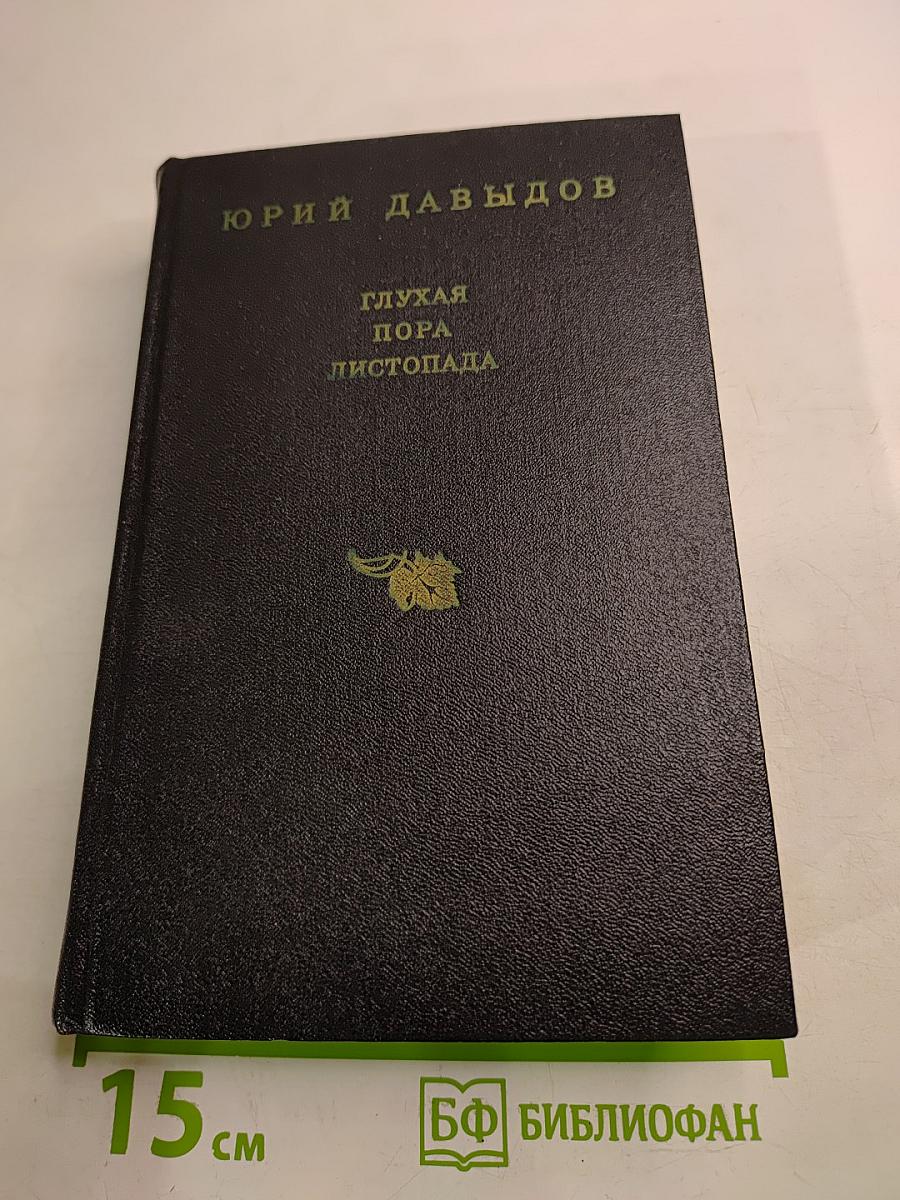 ЮРИЙ ДАВЫДОВ
ГЛУХАЯ
ПОРА
ЛИСТОПАДА
15 см
БФ БИБЛИОФАН